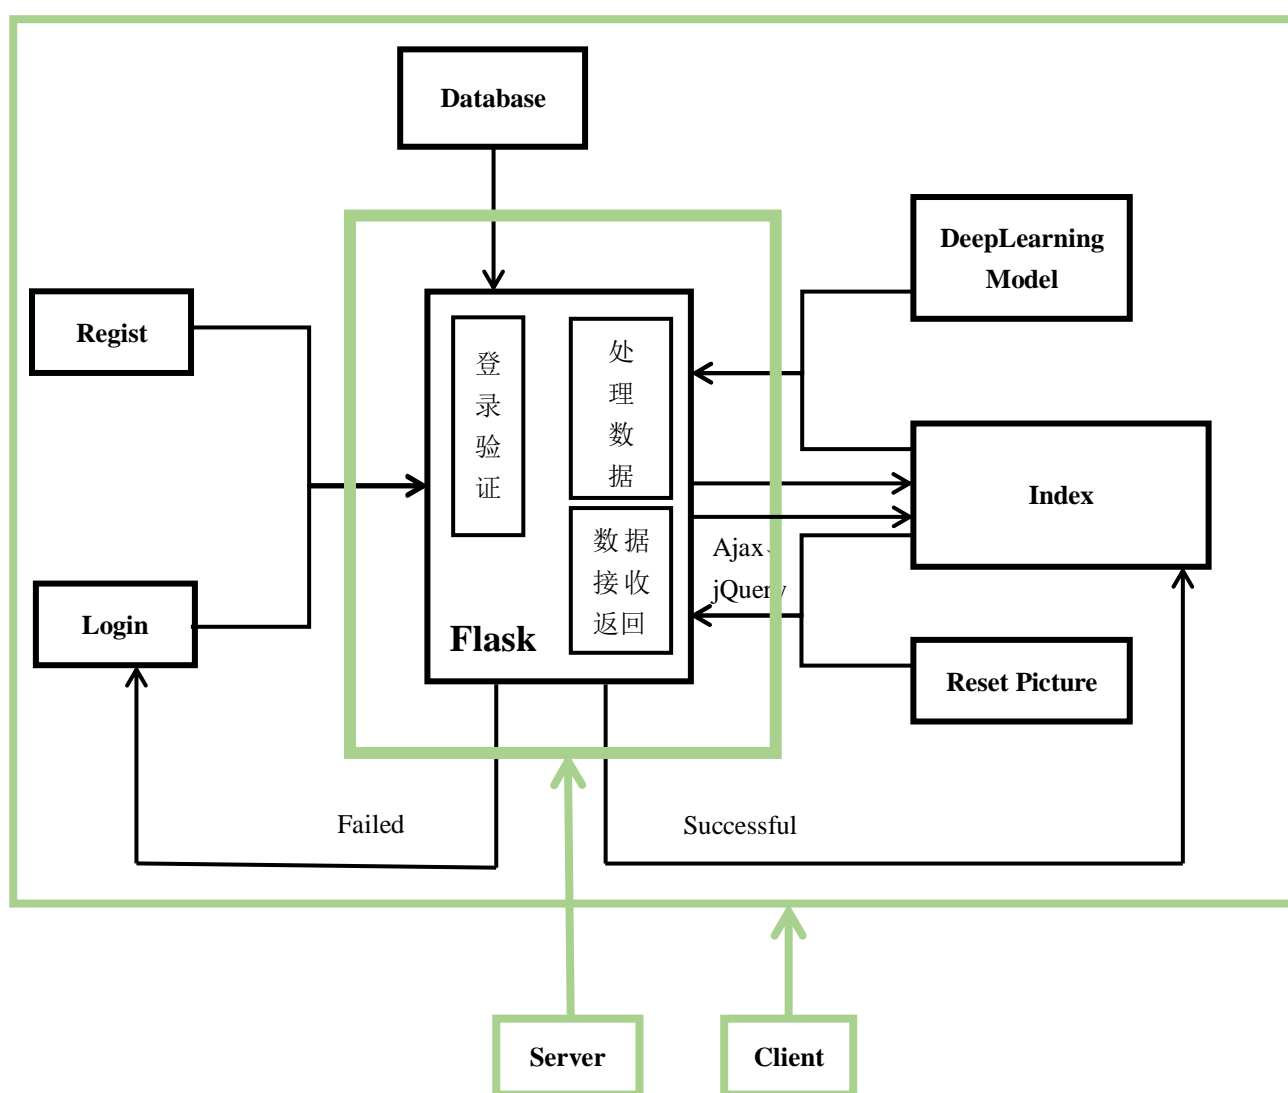 Database
DeepLearning
Model
Regist
登
录
验
证
处
理
数
据
Index
数据
接收
返回
Ajax、
jQuery
Login
Flask
Reset Picture
Failed
Successful
Server
Client